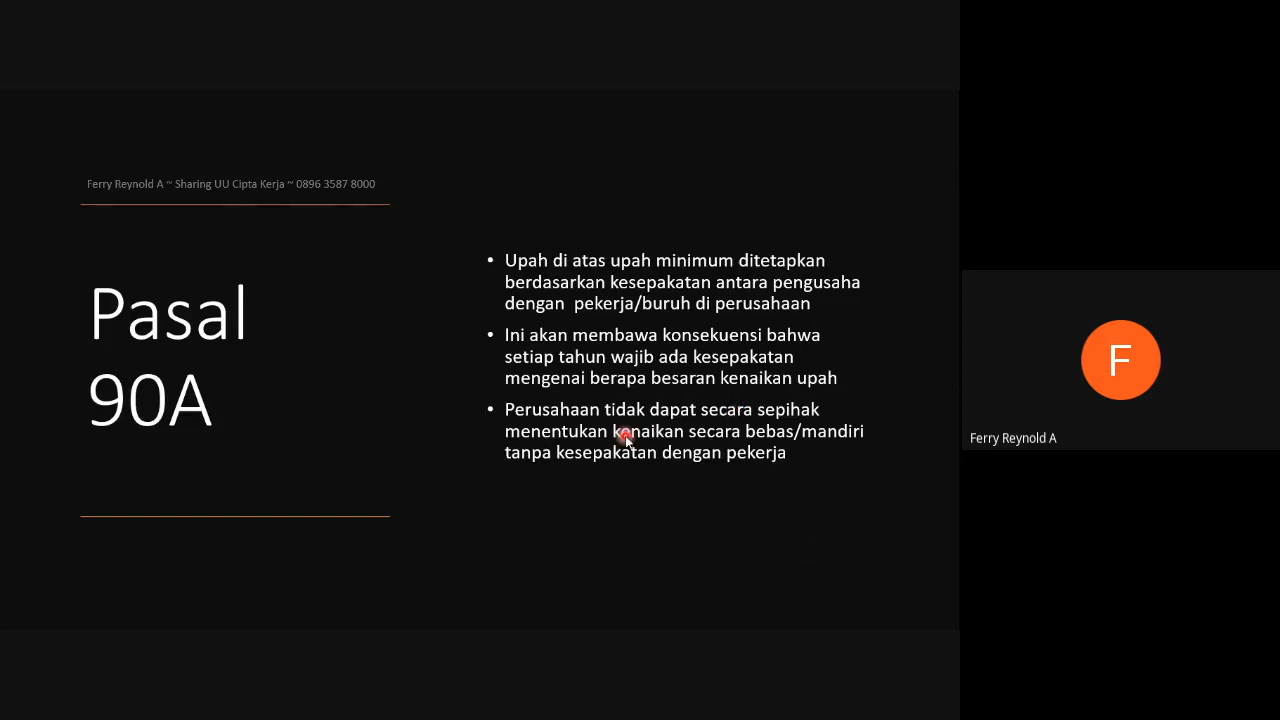 Ferry Reynold A ~ Sharing UU Cipta Kerja ~ 0896 3587 8000
Pasal
90A
• Upah di atas upah minimum ditetapkan
berdasarkan kesepakatan antara pengusaha
dengan pekerja/buruh di perusahaan
• Ini akan membawa konsekuensi bahwa
setiap tahun wajib ada kesepakatan
mengenai berapa besaran kenaikan upah
• Perusahaan tidak dapat secara sepihak
menentukan kenaikan secara bebas/mandiri
tanpa kesepakatan dengan pekerja
F
Ferry Reynold A